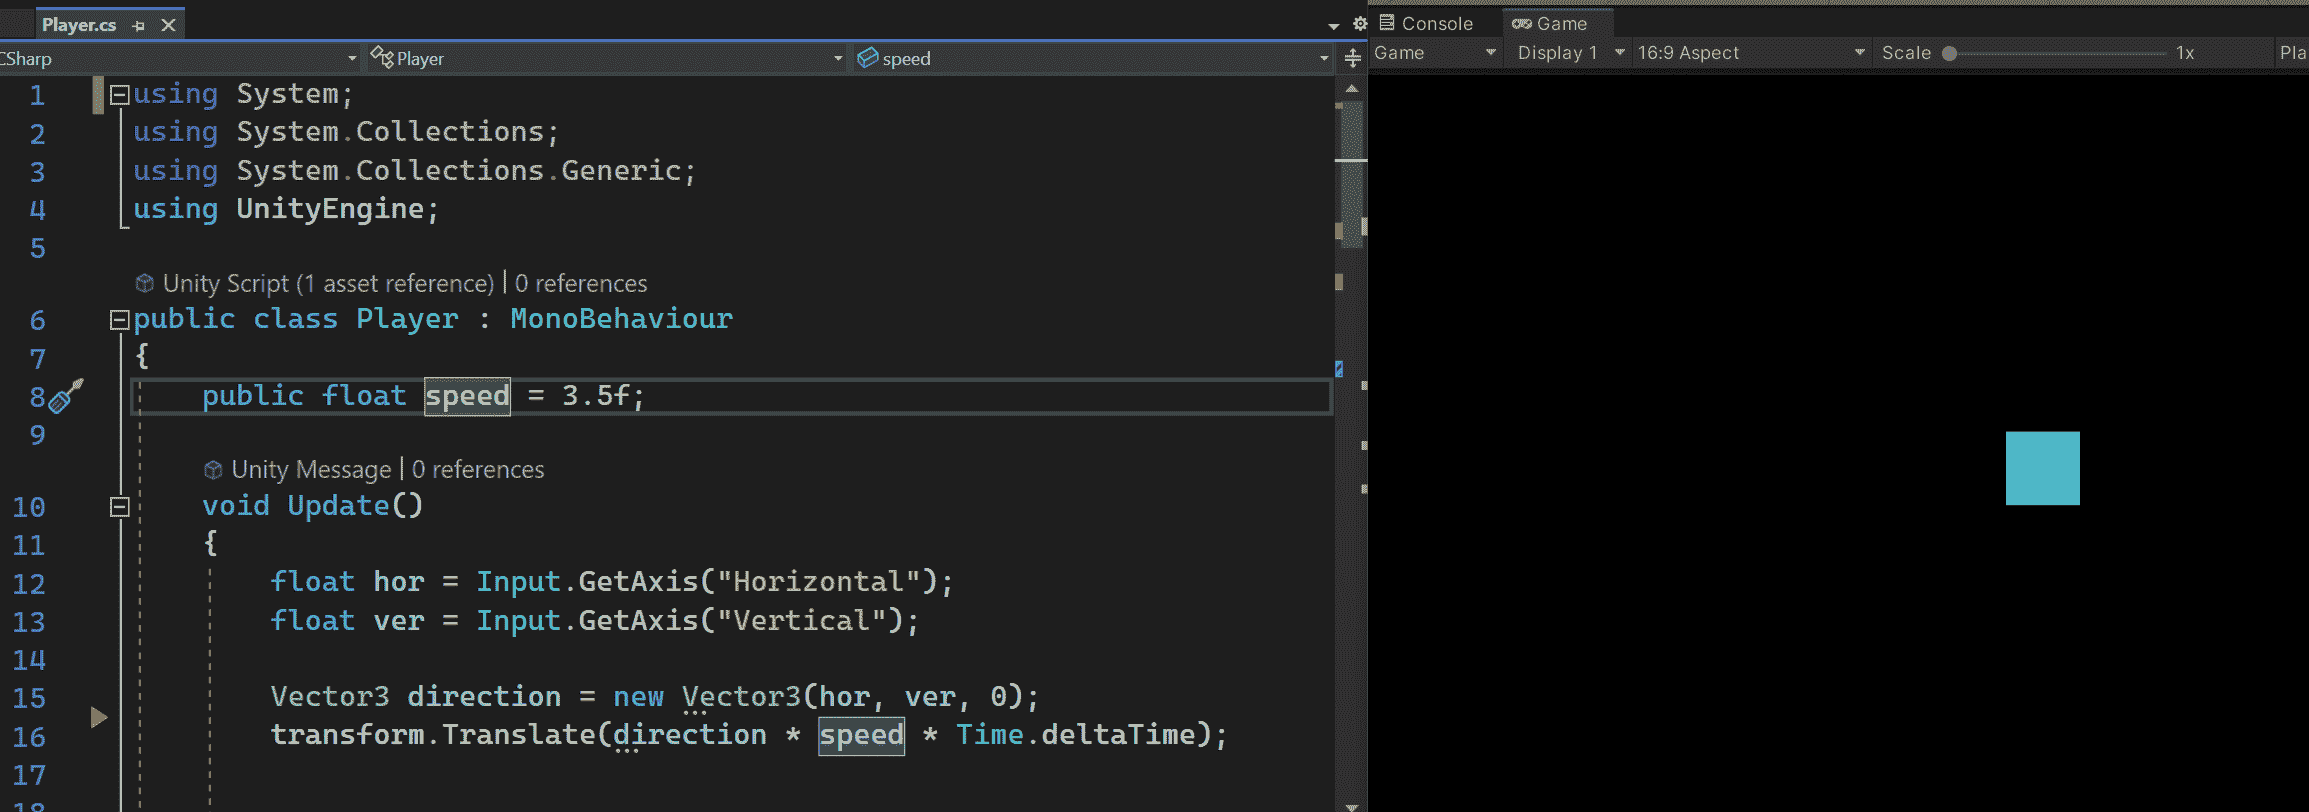 Player.cs
CSharp
Player
speed
1 using System;
2 using System.Collections;
3 using System.Collections.Generic;
4 using UnityEngine;
5
Unity Script (1 asset reference) | 0 references
6 public class Player : MonoBehaviour
7 {
8 public float speed = 3.5f;
9
Unity Message | 0 references
10 void Update()
11 {
12 float hor = Input.GetAxis("Horizontal");
13 float ver = Input.GetAxis("Vertical");
14
15 Vector3 direction = new Vector3(hor, ver, 0);
16 transform.Translate(direction * speed * Time.deltaTime);
17
18
Console
Game
Game
Display 1
16:9 Aspect
Scale
1x
Pla